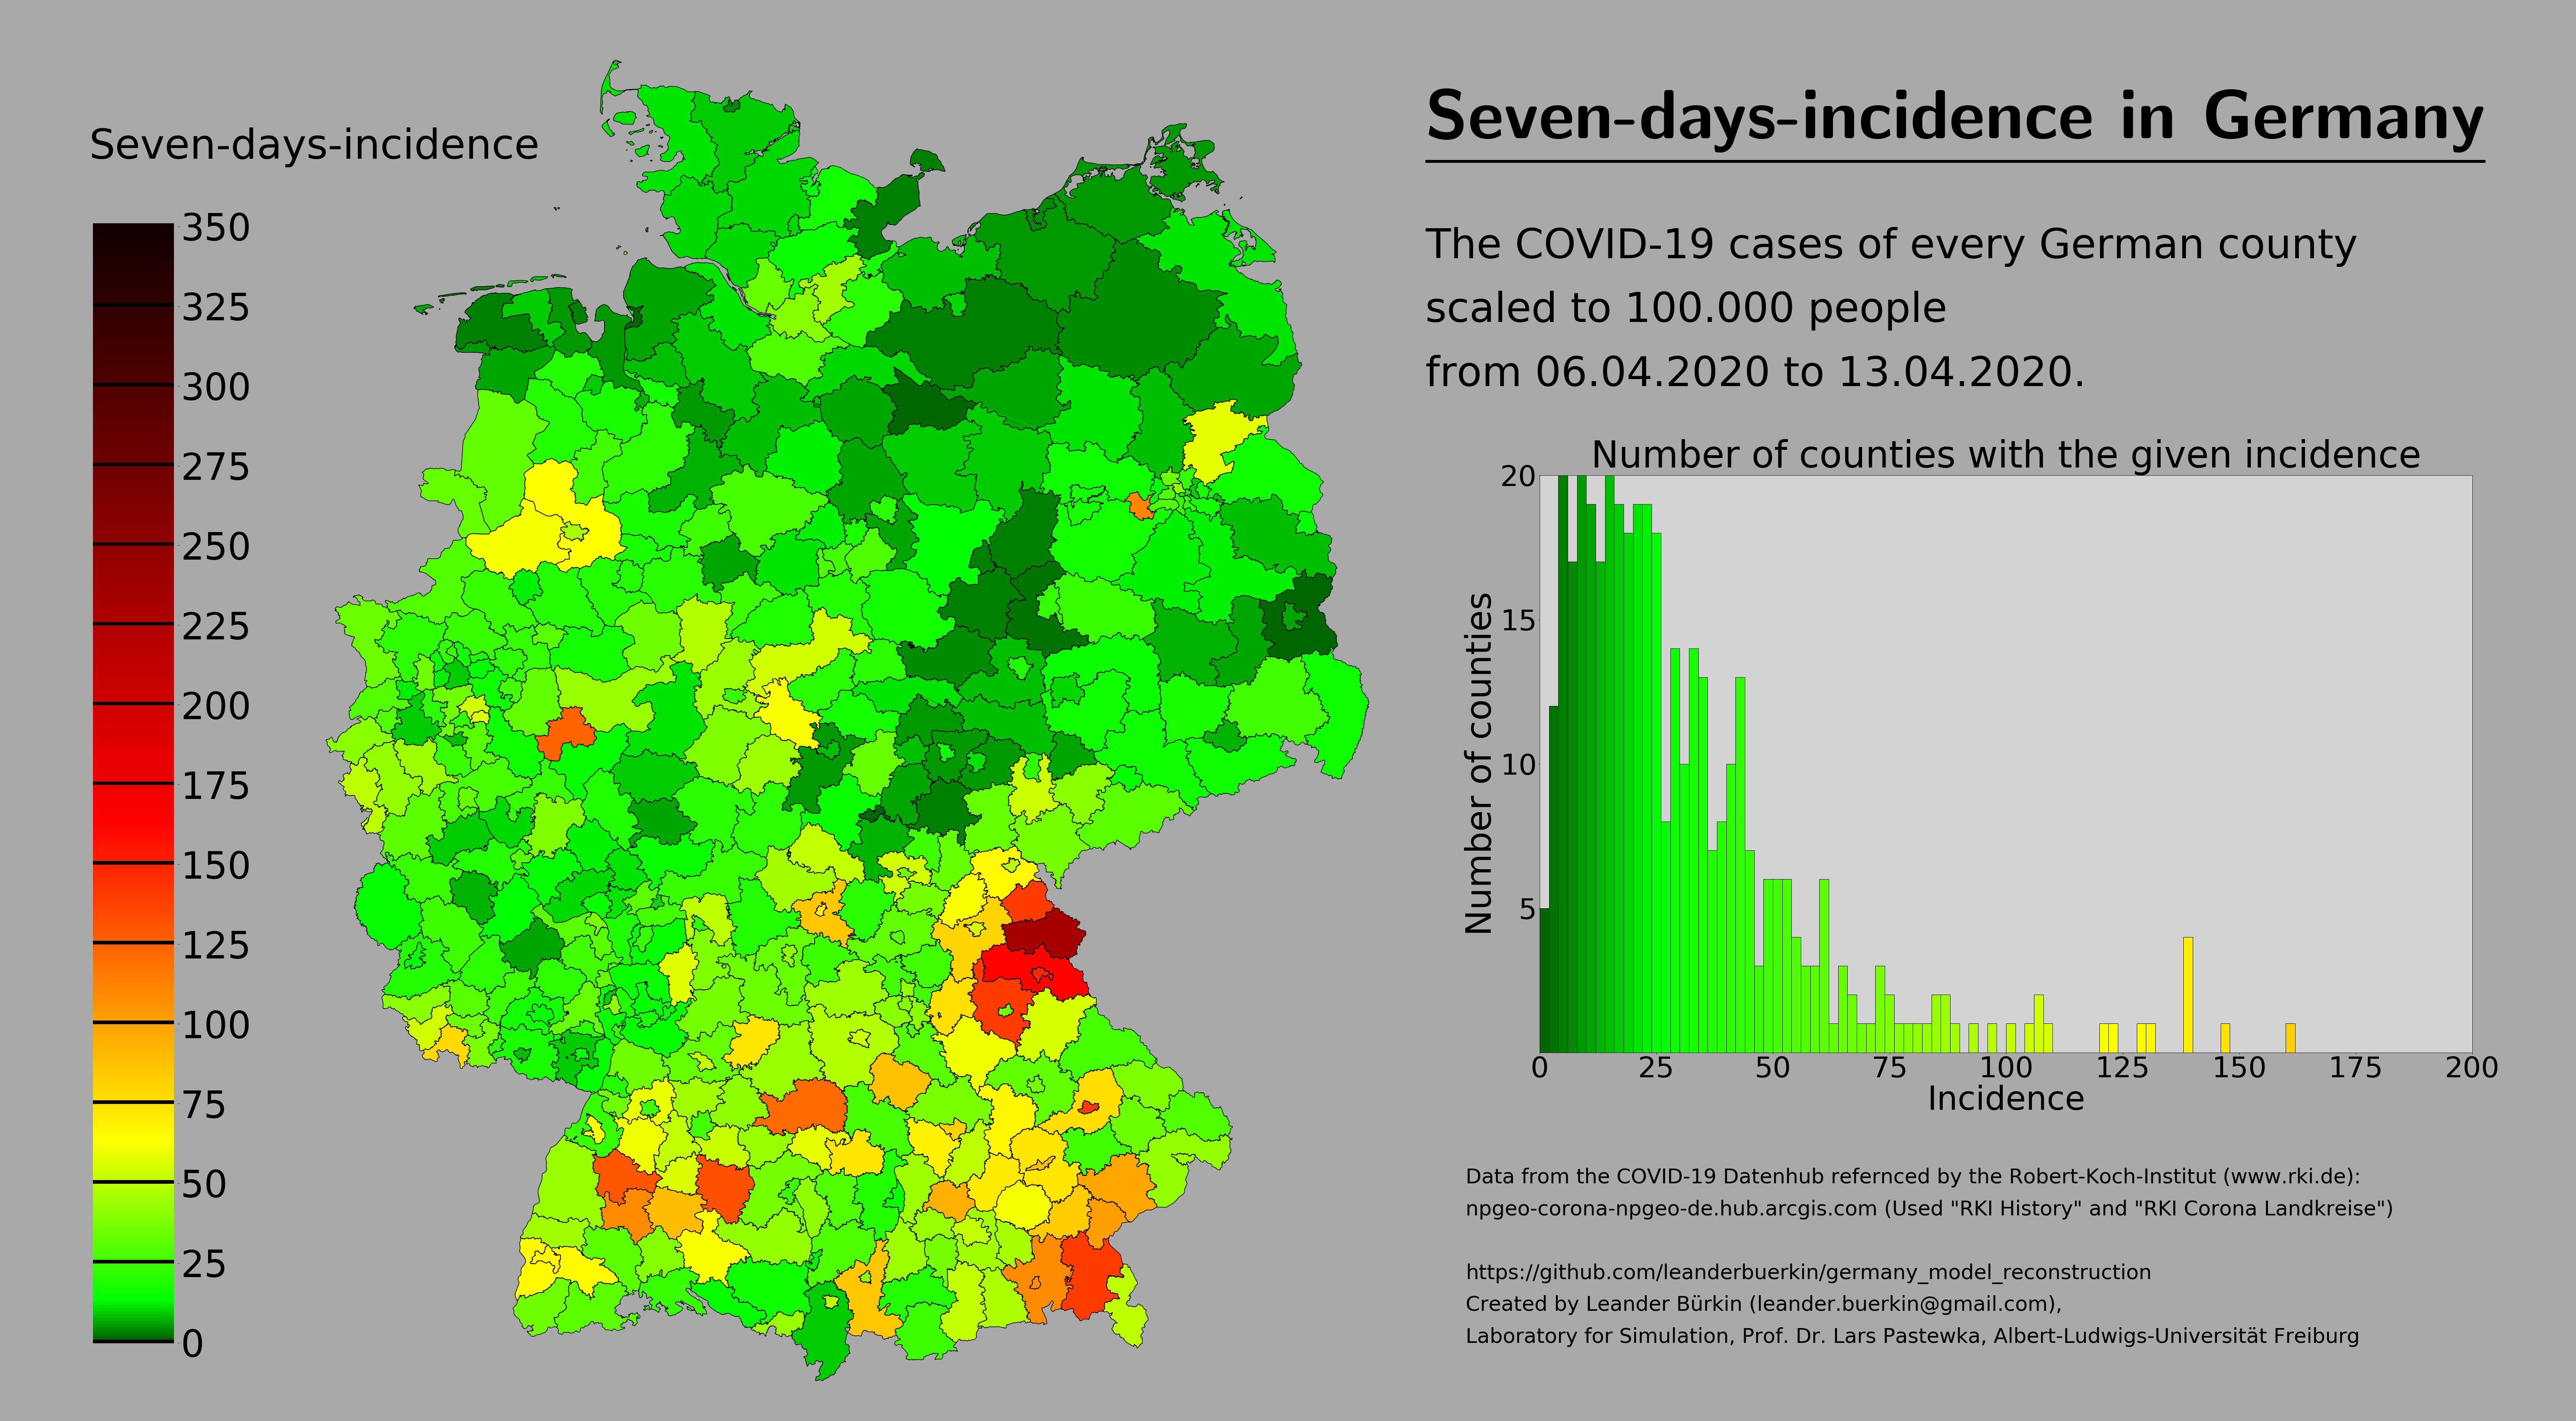 Seven-days-incidence in Germany
Seven-days-incidence
350
325
300
275
250
225
200
175
150
125
100
75
50
25
0
The COVID-19 cases of every German county
scaled to 100.000 people
from 06.04.2020 to 13.04.2020.
Number of counties with the given incidence
20
15
10
5
Number of counties
0 25 50 75 100 125 150 175 200
Incidence
Data from the COVID-19 Datenhub refernced by the Robert-Koch-Institut (www.rki.de):
npgeo-corona-npgeo-de.hub.arcgis.com (Used "RKI History" and "RKI Corona Landkreise")
https://github.com/leanderbuerkin/germany_model_reconstruction
Created by Leander Bürkin (leander.buerkin@gmail.com),
Laboratory for Simulation, Prof. Dr. Lars Pastewka, Albert-Ludwigs-Universität Freiburg